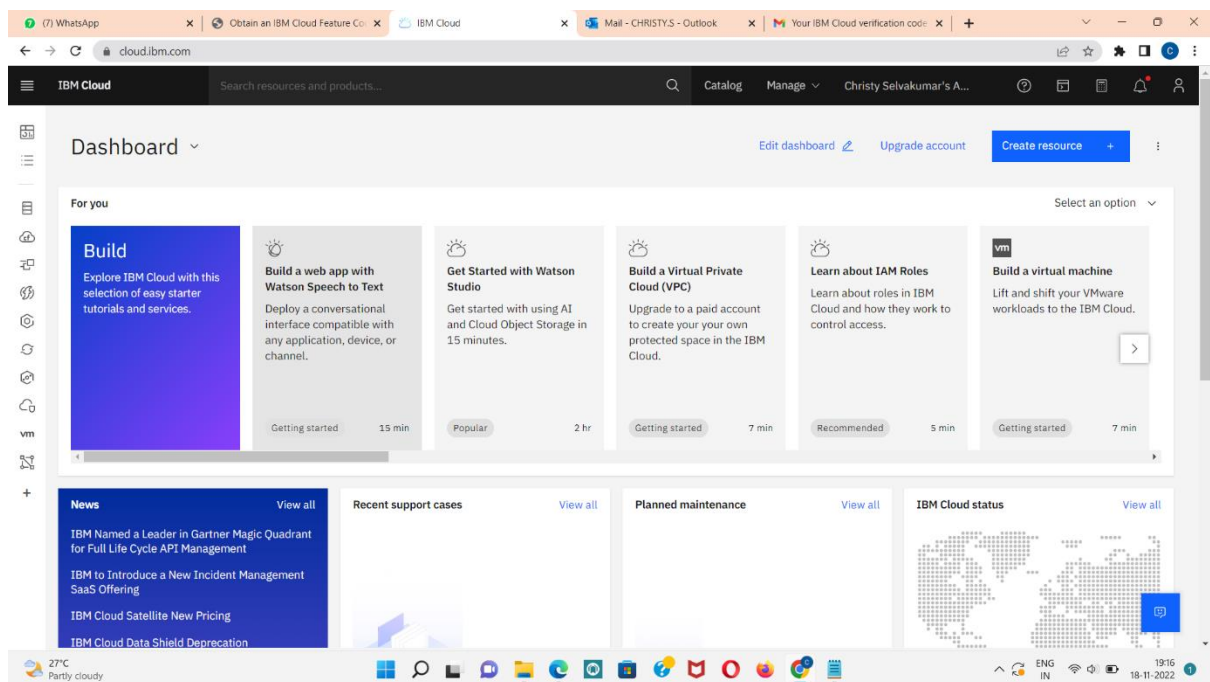 (7) WhatsApp
Obtain an IBM Cloud Feature Co
IBM Cloud
Mail - CHRISTY.S - Outlook
Your IBM Cloud verification code
cloud.ibm.com
C
IBM Cloud
Search resources and products...
Catalog
Manage
Christy Selvakumar's A...
Dashboard
Edit dashboard
Upgrade account
Create resource +
For you
Select an option
Build
Explore IBM Cloud with this
selection of easy starter
tutorials and services.
Build a web app with
Watson Speech to Text
Deploy a conversational
interface compatible with
any application, device, or
channel.
Getting started 15 min
Get Started with Watson
Studio
Get started with using AI
and Cloud Object Storage in
15 minutes.
Popular 2 hr
Build a Virtual Private
Cloud (VPC)
Upgrade to a paid account
to create your your own
protected space in the IBM
Cloud.
Getting started 7 min
Learn about IAM Roles
Learn about roles in IBM
Cloud and how they work to
control access.
Recommended 5 min
vm
Build a virtual machine
Lift and shift your VMware
workloads to the IBM Cloud.
Getting started 7 min
vm
News View all
IBM Named a Leader in Gartner Magic Quadrant
for Full Life Cycle API Management
IBM to Introduce a New Incident Management
SaaS Offering
IBM Cloud Satellite New Pricing
IBM Cloud Data Shield Deprecation
Recent support cases View all
Planned maintenance View all
IBM Cloud status View all
27°C
Partly cloudy
ENG
IN
19:16
18-11-2022
1